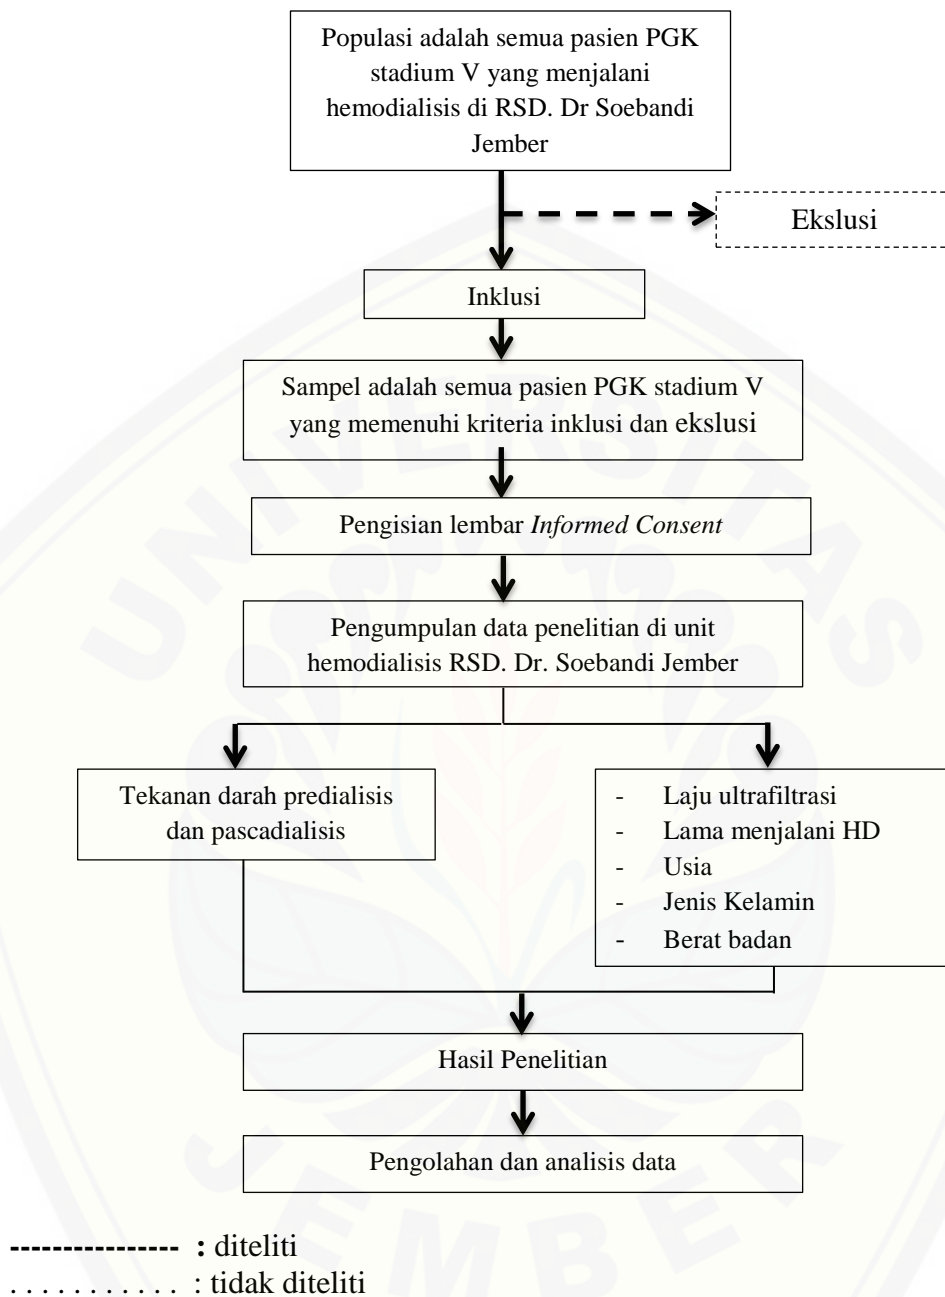 Populasi adalah semua pasien PGK
stadium V yang menjalani
hemodialisis di RSD. Dr Soebandi
Jember
Ekslusi
Inklusi
Sampel adalah semua pasien PGK stadium V
yang memenuhi kriteria inklusi dan ekslusi
Pengisian lembar Informed Consent
Pengumpulan data penelitian di unit
hemodialisis RSD. Dr. Soebandi Jember
Tekanan darah predialisis
dan pascadialisis
- Laju ultrafiltrasi
- Lama menjalani HD
- Usia
- Jenis Kelamin
- Berat badan
Hasil Penelitian
Pengolahan dan analisis data
---------------- : diteliti
. . . . . . . . . . . : tidak diteliti
UNIVERSITAS
JEMBER